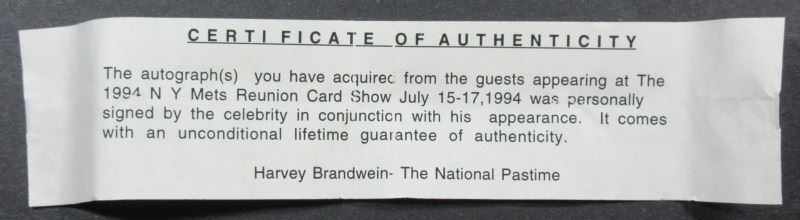 CERTIFICATE OF AUTHENTICITY
The autograph(s) you have acquired from the guests appearing at The
1994 N Y Mets Reunion Card Show July 15-17,1994 was personally
signed by the celebrity in conjunction with his appearance. It comes
with an unconditional lifetime guarantee of authenticity.
Harvey Brandwein- The National Pastime